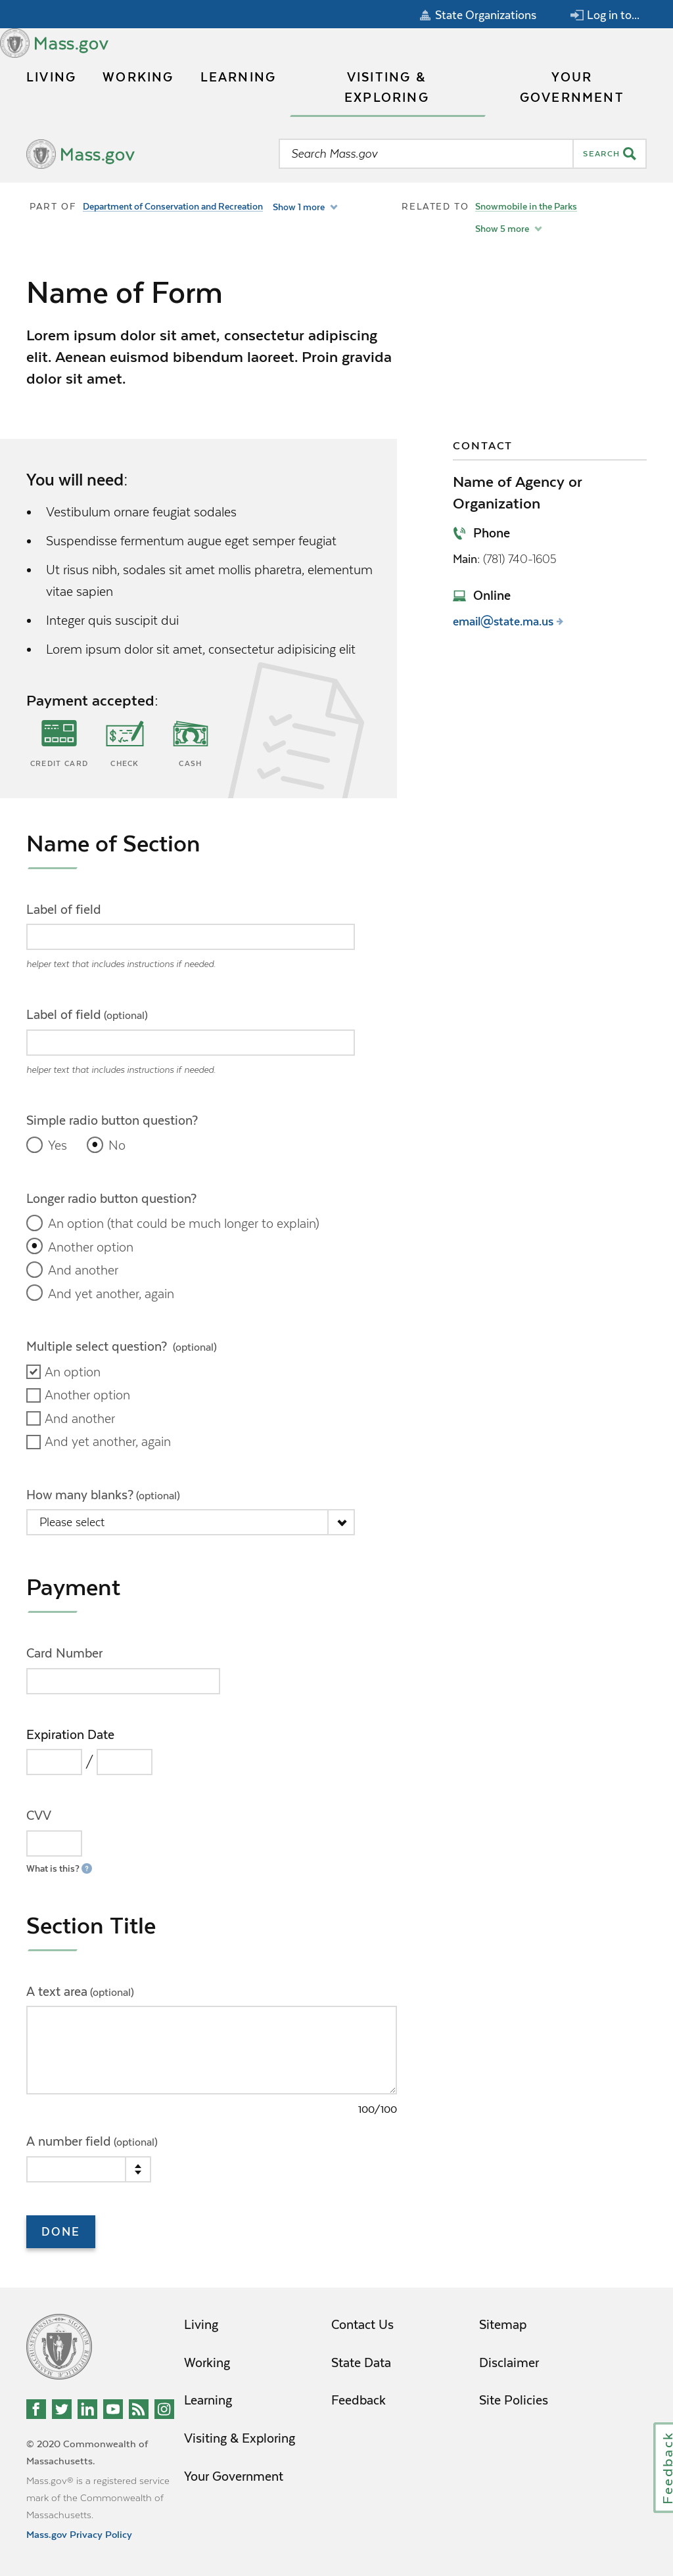 State Organizations
Log in to...
Mass.gov
LIVING
WORKING
LEARNING
VISITING &
EXPLORING
YOUR
GOVERNMENT
Mass.gov
Search Mass.gov
SEARCH
PART OF
Department of Conservation and Recreation
Show 1 more
RELATED TO
Snowmobile in the Parks
Show 5 more
Name of Form
Lorem ipsum dolor sit amet, consectetur adipiscing
elit. Aenean euismod bibendum laoreet. Proin gravida
dolor sit amet.
You will need:
Vestibulum ornare feugiat sodales
Suspendisse fermentum augue eget semper feugiat
Ut risus nibh, sodales sit amet mollis pharetra, elementum
vitae sapien
Integer quis suscipit dui
Lorem ipsum dolor sit amet, consectetur adipisicing elit
Payment accepted:
CREDIT CARD
CHECK
CASH
CONTACT
Name of Agency or
Organization
Phone
Main: (781) 740-1605
Online
email@state.ma.us
Name of Section
Label of field
helper text that includes instructions if needed.
Label of field (optional)
helper text that includes instructions if needed.
Simple radio button question?
Yes
No
Longer radio button question?
An option (that could be much longer to explain)
Another option
And another
And yet another, again
Multiple select question? (optional)
An option
Another option
And another
And yet another, again
How many blanks? (optional)
Please select
Payment
Card Number
Expiration Date
/
CVV
What is this? ?
Section Title
A text area (optional)
100/100
A number field (optional)
DONE
Living
Working
Learning
Visiting & Exploring
Your Government
Contact Us
State Data
Feedback
Sitemap
Disclaimer
Site Policies
© 2020 Commonwealth of
Massachusetts.
Mass.gov® is a registered service
mark of the Commonwealth of
Massachusetts.
Mass.gov Privacy Policy
Feedback